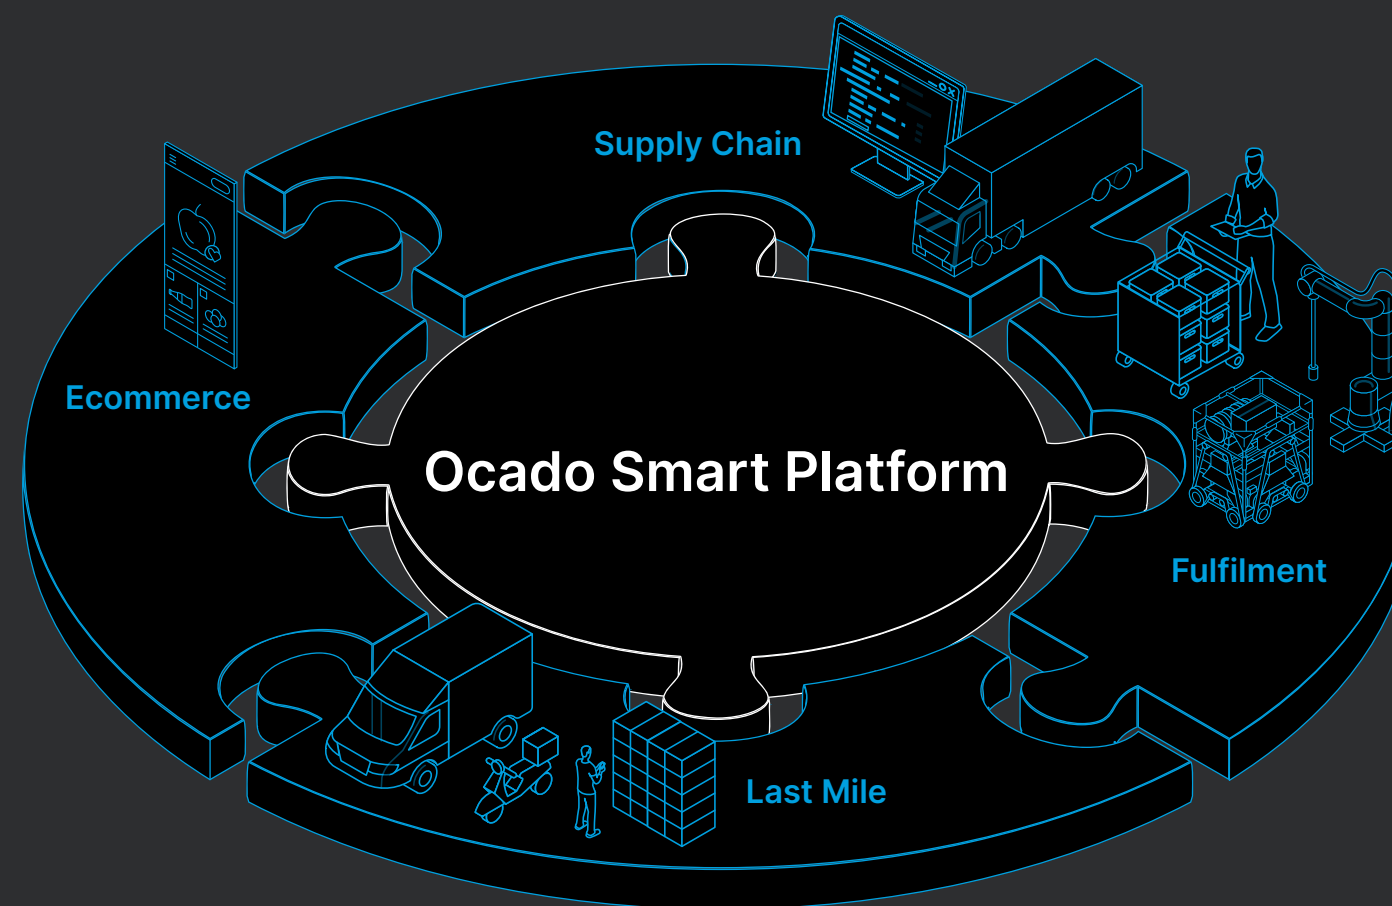 Supply Chain
Ecommerce
Ocado Smart Platform
Fulfilment
Last Mile